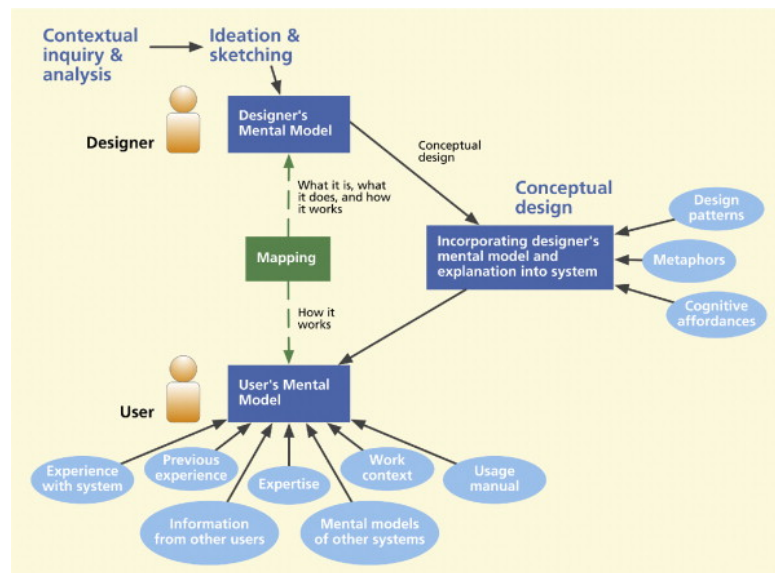 Contextual
inquiry &
analysis
Ideation &
sketching
Designer
Designer's
Mental Model
Conceptual
design
What it is, what
it does, and how
it works
Conceptual
design
Design
patterns
Incorporating designer's
mental model and
explanation into system
Metaphors
Mapping
Cognitive
affordances
How it
works
User
User's Mental
Model
Experience
with system
Previous
experience
Expertise
Work
context
Usage
manual
Information
from other users
Mental models
of other systems